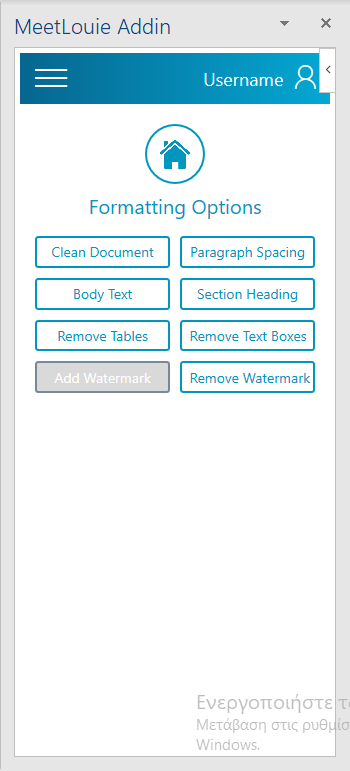 MeetLouie Addin
Username
Formatting Options
Clean Document
Paragraph Spacing
Body Text
Section Heading
Remove Tables
Remove Text Boxes
Add Watermark
Remove Watermark
Ενεργοποιήστε
Μετάβαση στις
Windows.